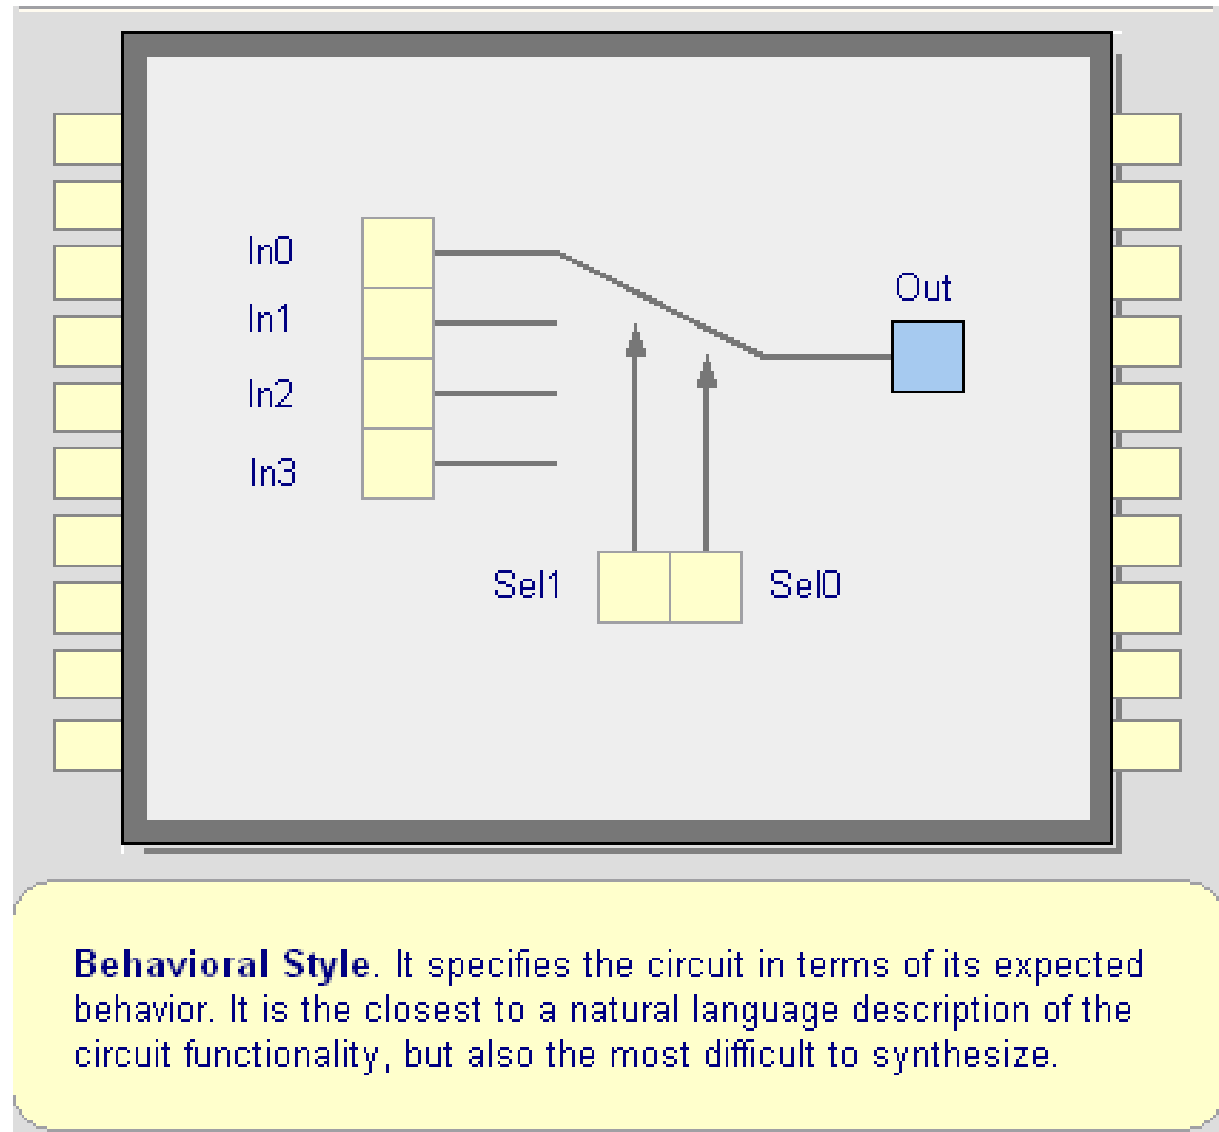 In0
Out
In1
In2
In3
Sel1
Sel0
Behavioral Style. It specifies the circuit in terms of its expected
behavior. It is the closest to a natural language description of the
circuit functionality, but also the most difficult to synthesize.